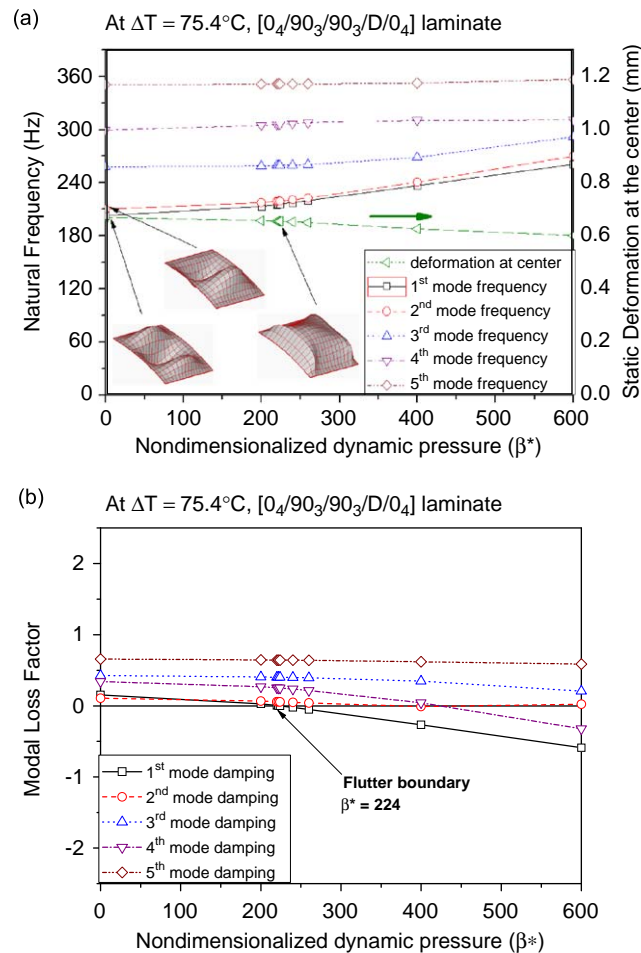 (a)
At ΔT = 75.4°C, [0₄/90₃/90₃/D/0₄] laminate
Natural Frequency (Hz)
360
300
240
180
120
60
0
1.2
1.0
0.8
0.6
0.4
0.2
0.0
Static Deformation at the center (mm)
deformation at center
1ˢᵗ mode frequency
2ⁿᵈ mode frequency
3ʳᵈ mode frequency
4ᵗʰ mode frequency
5ᵗʰ mode frequency
0 100 200 300 400 500 600
Nondimensionalized dynamic pressure (β*)
(b)
At ΔT = 75.4°C, [0₄/90₃/90₃/D/0₄] laminate
Modal Loss Factor
2
1
0
-1
-2
Flutter boundary
β* = 224
1ˢᵗ mode damping
2ⁿᵈ mode damping
3ʳᵈ mode damping
4ᵗʰ mode damping
5ᵗʰ mode damping
0 100 200 300 400 500 600
Nondimensionalized dynamic pressure (β*)